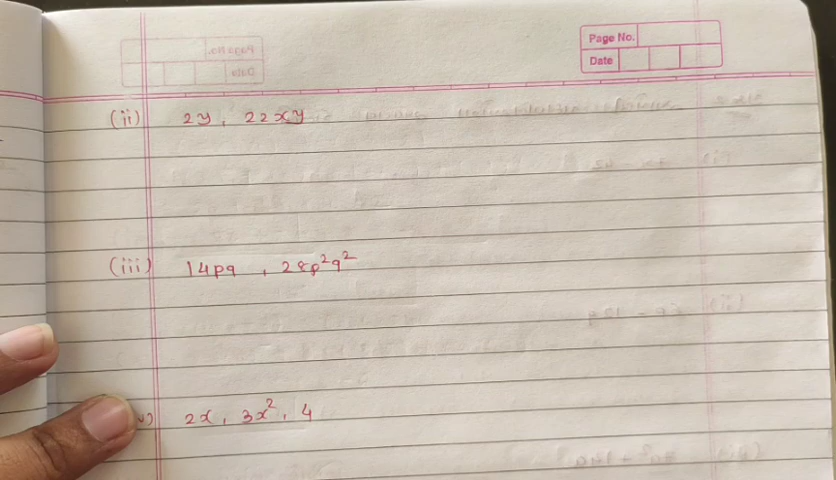 Page No.
Date
(ii) 2y, 22xy
(iii) 14pq, 28p²q²
2x, 3x², 4